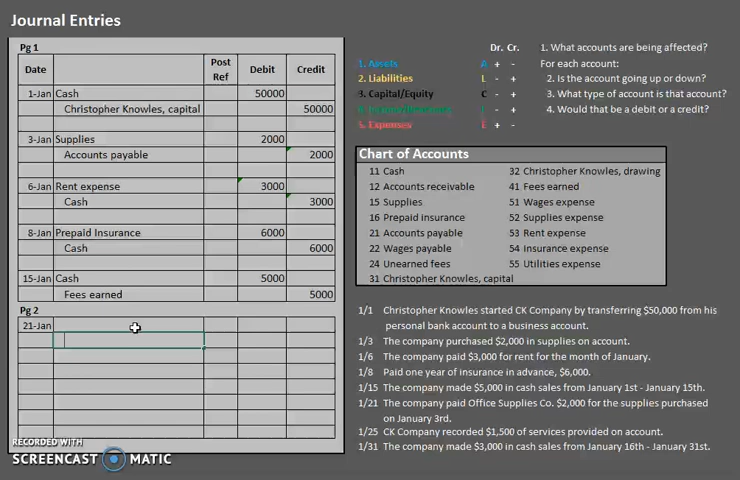 Journal Entries
Pg 1
Date Post Ref Debit Credit
1-Jan Cash 50000
Christopher Knowles, capital 50000
3-Jan Supplies 2000
Accounts payable 2000
6-Jan Rent expense 3000
Cash 3000
8-Jan Prepaid Insurance 6000
Cash 6000
15-Jan Cash 5000
Fees earned 5000
Pg 2
21-Jan
Dr. Cr.
1. Assets A + -
2. Liabilities L - +
3. Capital/Equity C - +
- +
5. Expenses E + -
1. What accounts are being affected?
For each account:
2. Is the account going up or down?
3. What type of account is that account?
4. Would that be a debit or a credit?
Chart of Accounts
11 Cash
12 Accounts receivable
15 Supplies
16 Prepaid Insurance
21 Accounts payable
22 Wages payable
24 Unearned fees
31 Christopher Knowles, capital
32 Christopher Knowles, drawing
41 Fees earned
51 Wages expense
52 Supplies expense
53 Rent expense
54 Insurance expense
55 Utilities expense
1/1 Christopher Knowles started CK Company by transferring $50,000 from his
personal bank account to a business account.
1/3 The company purchased $2,000 in supplies on account.
1/6 The company paid $3,000 for rent for the month of January.
1/8 Paid one year of insurance in advance, $6,000.
1/15 The company made $5,000 in cash sales from January 1st - January 15th.
1/21 The company paid Office Supplies Co. $2,000 for the supplies purchased
on January 3rd.
1/25 CK Company recorded $1,500 of services provided on account.
1/31 The company made $3,000 in cash sales from January 16th - January 31st.
RECORDED WITH
SCREENCAST MATIC